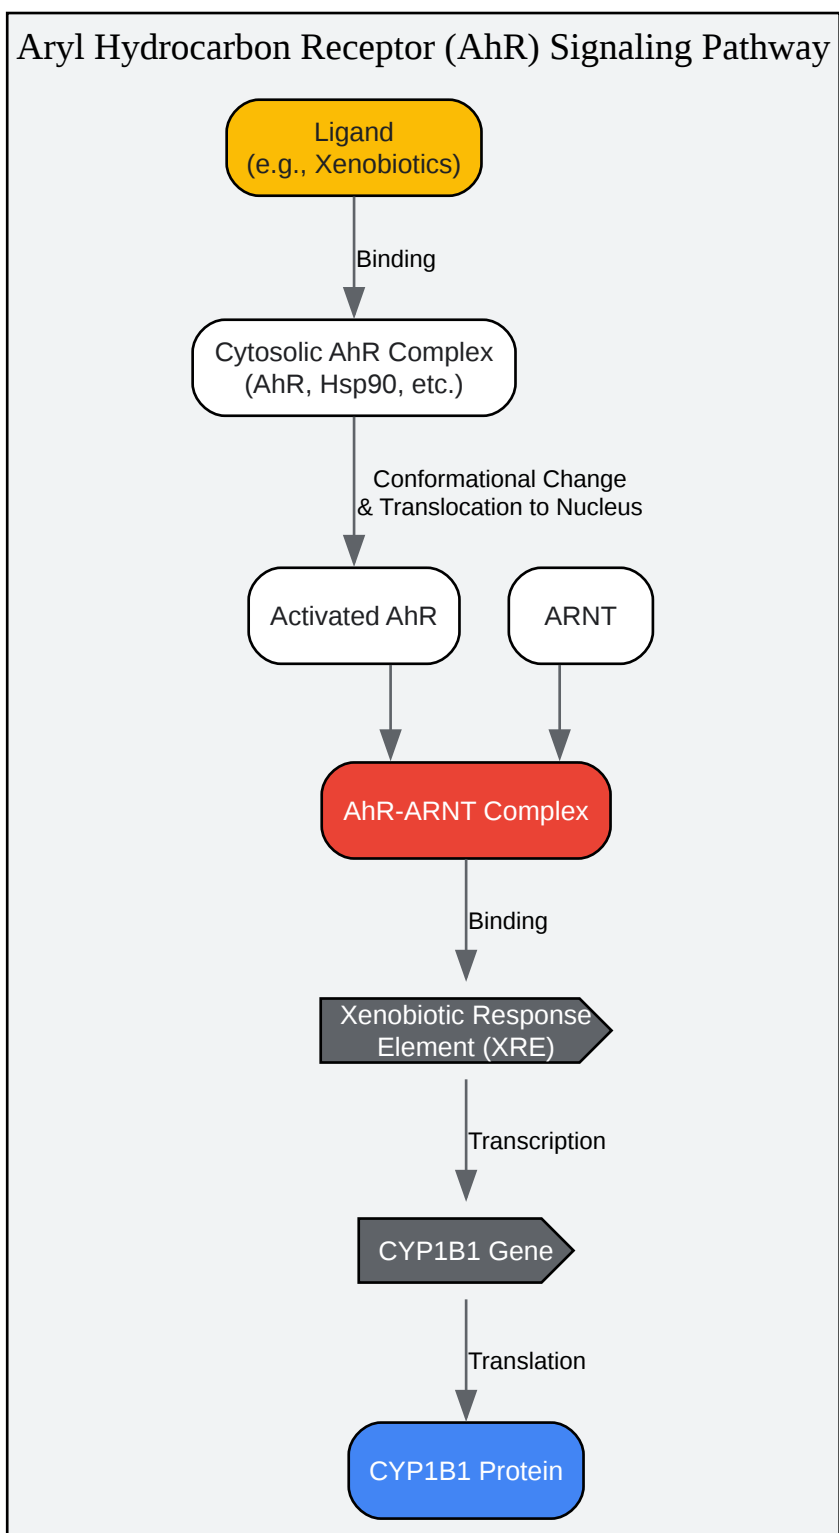 Aryl Hydrocarbon Receptor (AhR) Signaling Pathway
Ligand
(e.g., Xenobiotics)
Binding
Cytosolic AhR Complex
(AhR, Hsp90, etc.)
Conformational Change
& Translocation to Nucleus
Activated AhR
ARNT
AhR-ARNT Complex
Binding
Xenobiotic Response
Element (XRE)
Transcription
CYP1B1 Gene
Translation
CYP1B1 Protein